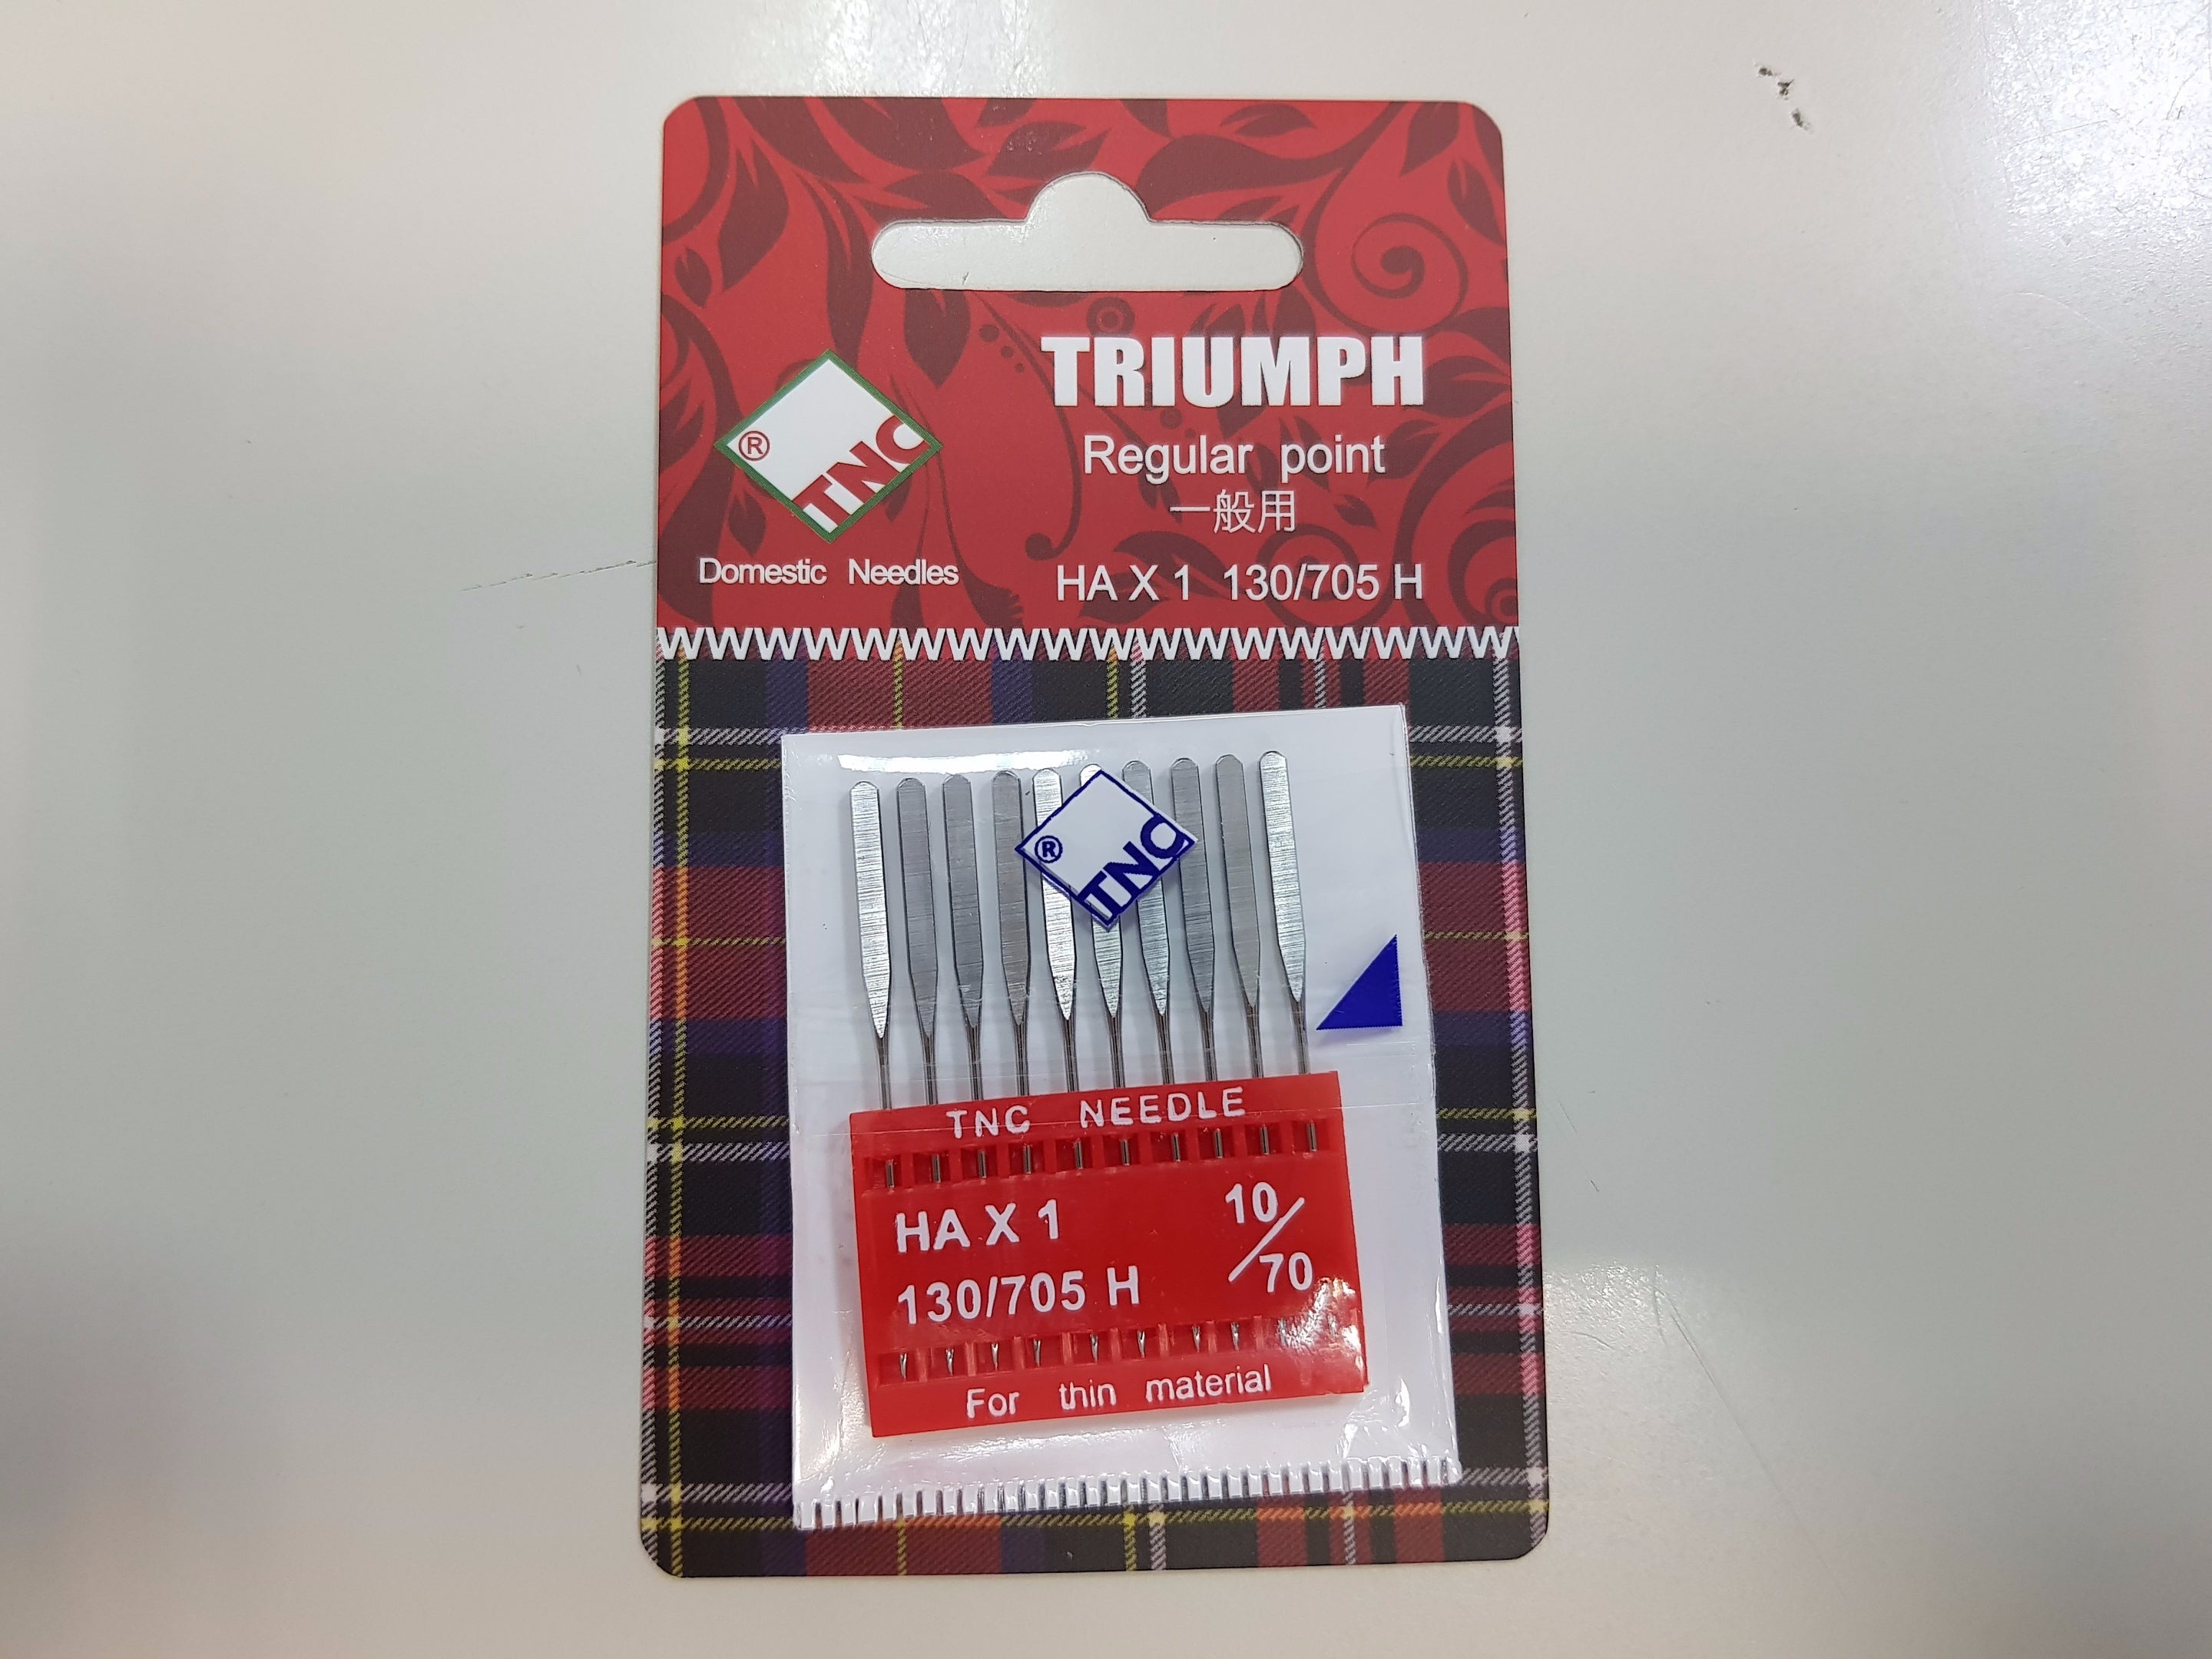 TRIUMPH
Regular point
一般用
HA X 1 130/705 H
® TNC
Domestic Needles
® TNC
TNC NEEDLE
HA X 1
10/70
130/705 H
For thin material